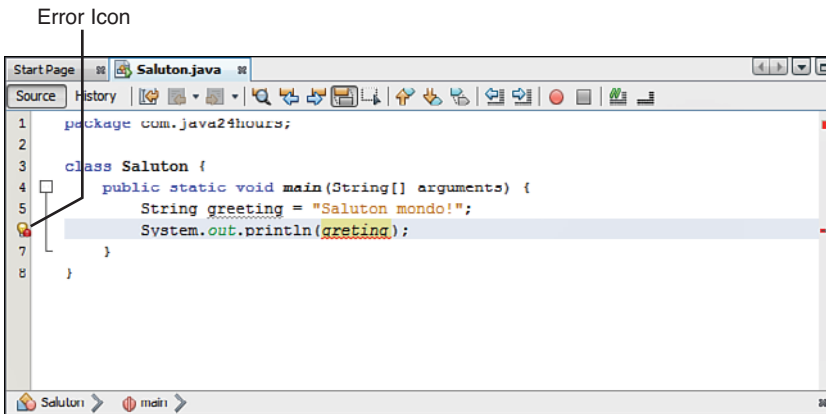 Error Icon
Start Page Saluton.java
Source History
1 package com.java24hours;
2
3 class Saluton {
4 public static void main(String[] arguments) {
5 String greeting = "Saluton mondo!";
System.out.println(greting);
7 }
8 }
Saluton main